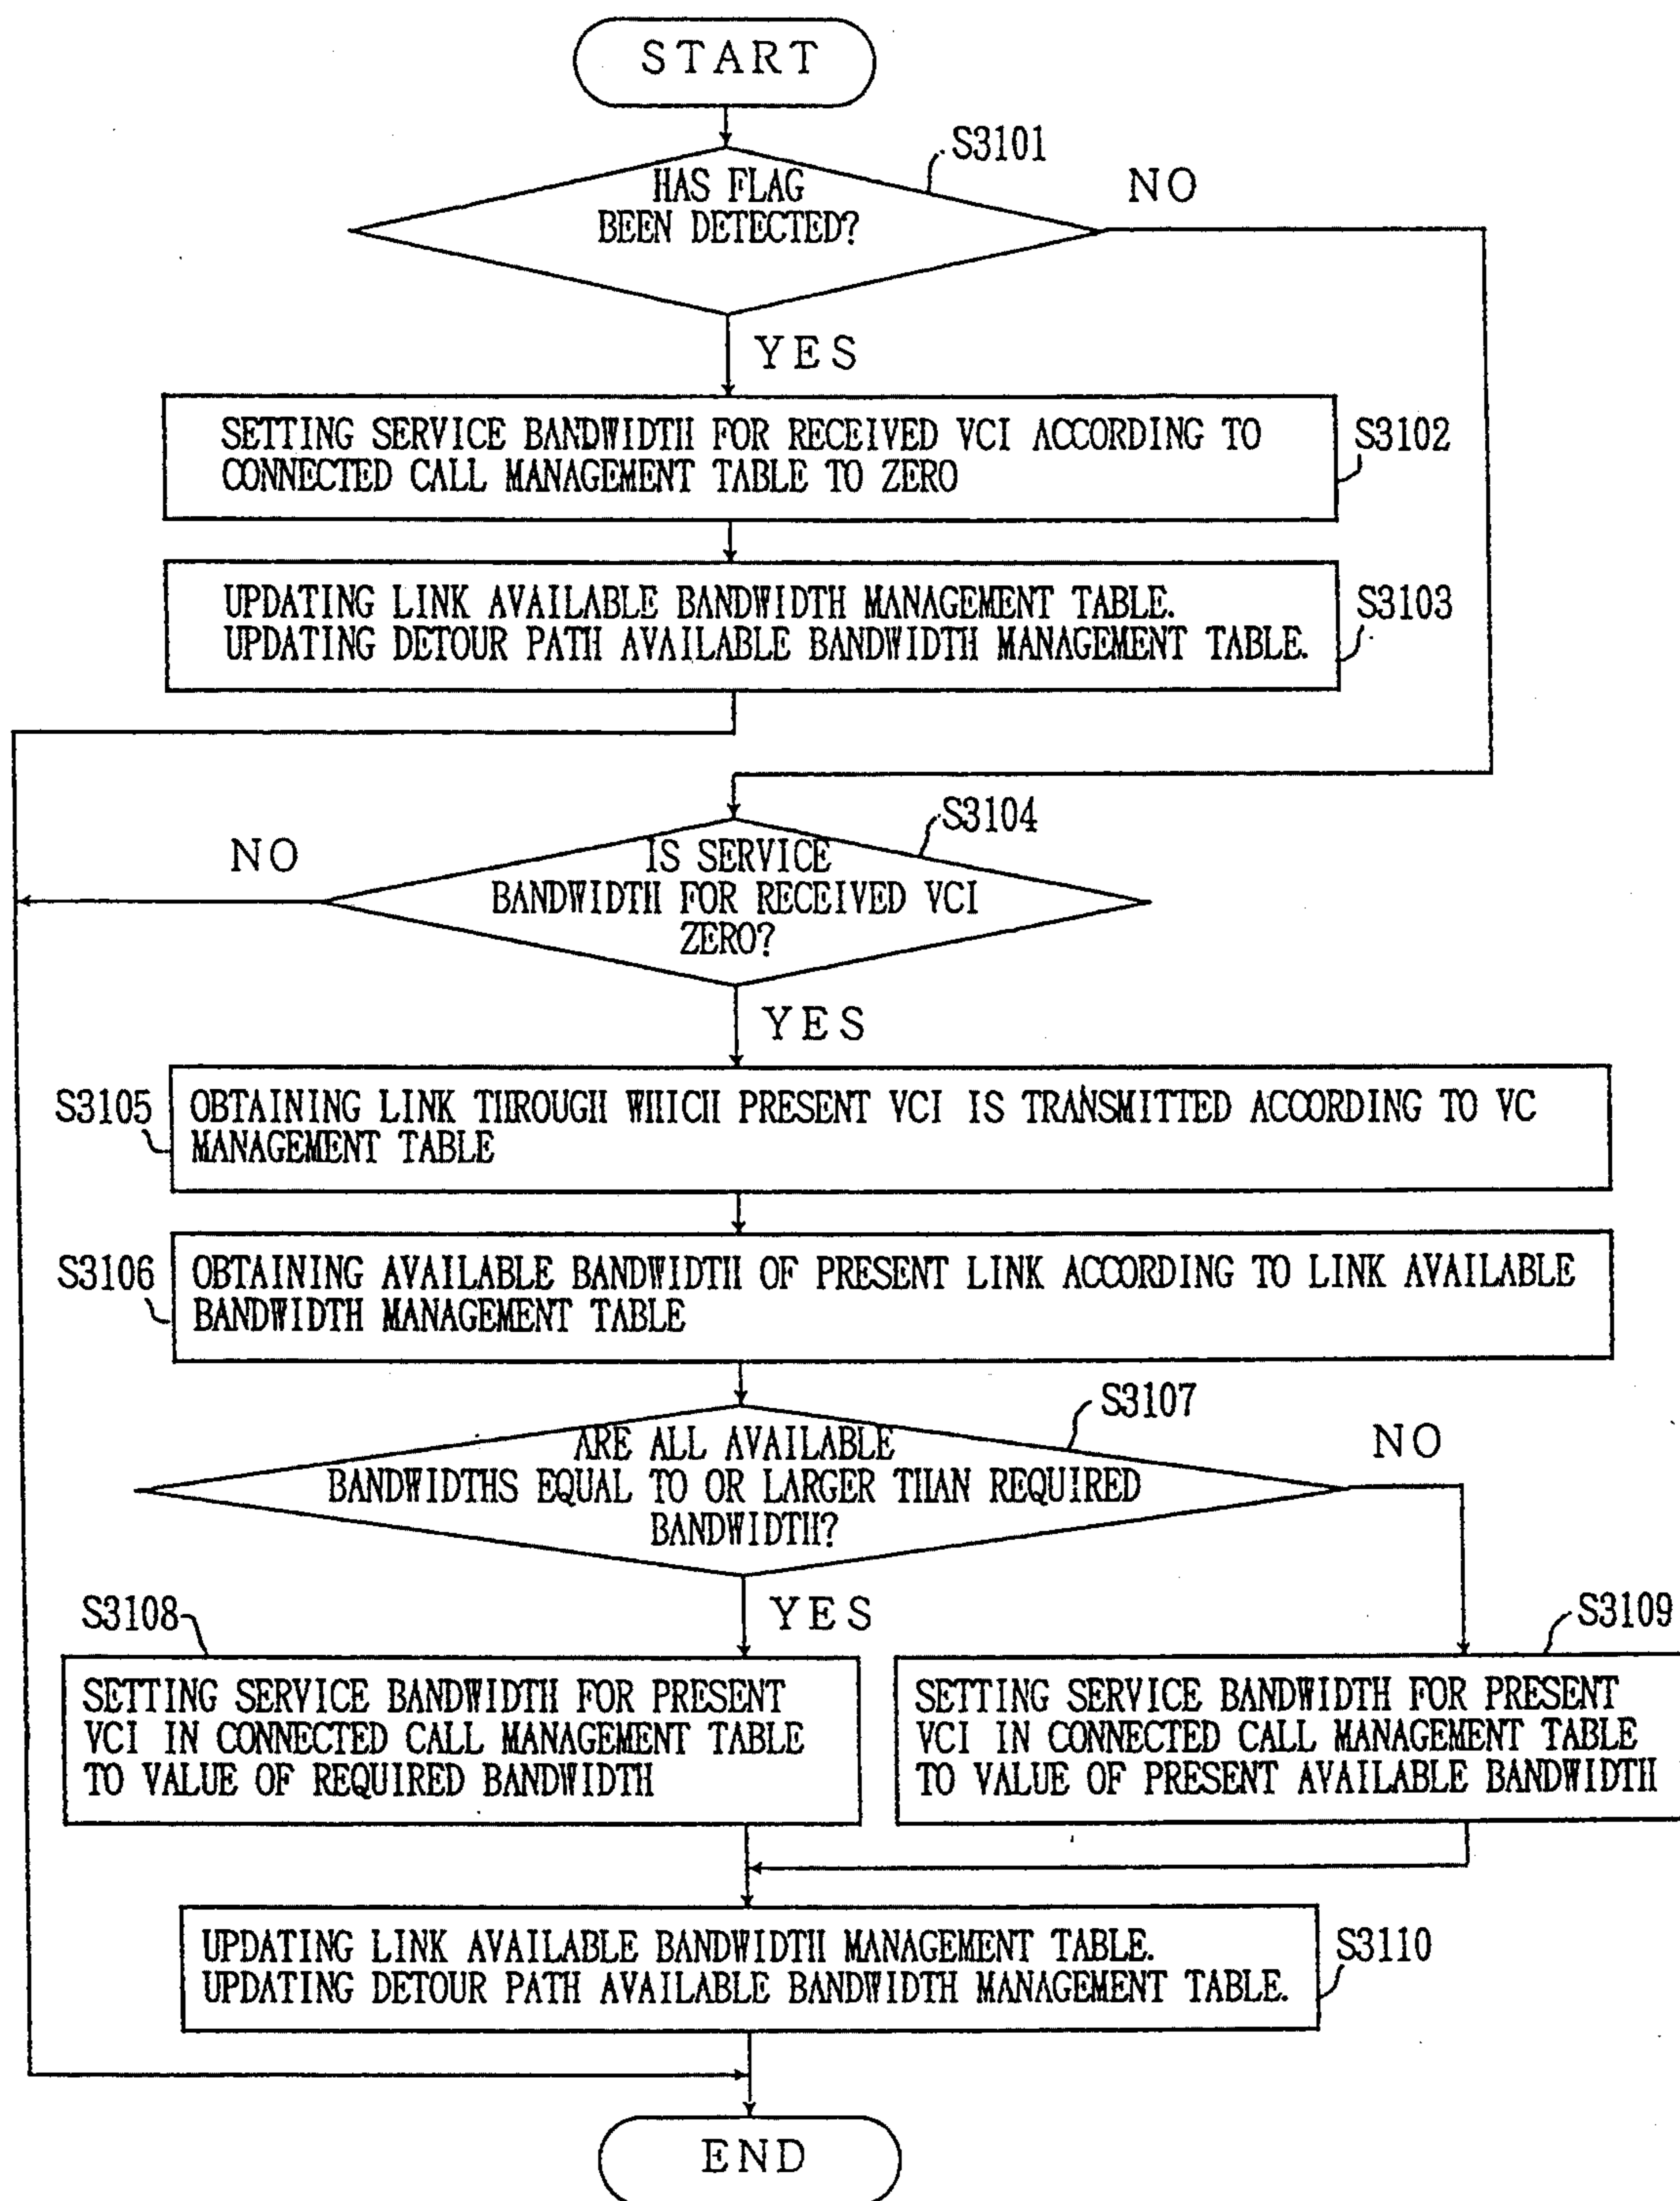 START
S3101
HAS FLAG
BEEN DETECTED?
NO
YES
SETTING SERVICE BANDWIDTH FOR RECEIVED VCI ACCORDING TO
CONNECTED CALL MANAGEMENT TABLE TO ZERO
S3102
UPDATING LINK AVAILABLE BANDWIDTH MANAGEMENT TABLE.
UPDATING DETOUR PATH AVAILABLE BANDWIDTH MANAGEMENT TABLE.
S3103
S3104
NO
IS SERVICE
BANDWIDTH FOR RECEIVED VCI
ZERO?
YES
S3105
OBTAINING LINK THROUGH WHICH PRESENT VCI IS TRANSMITTED ACCORDING TO VC
MANAGEMENT TABLE
S3106
OBTAINING AVAILABLE BANDWIDTH OF PRESENT LINK ACCORDING TO LINK AVAILABLE
BANDWIDTH MANAGEMENT TABLE
S3107
ARE ALL AVAILABLE
BANDWIDTHS EQUAL TO OR LARGER THAN REQUIRED
BANDWIDTH?
NO
YES
S3108
SETTING SERVICE BANDWIDTH FOR PRESENT
VCI IN CONNECTED CALL MANAGEMENT TABLE
TO VALUE OF REQUIRED BANDWIDTH
S3109
SETTING SERVICE BANDWIDTH FOR PRESENT
VCI IN CONNECTED CALL MANAGEMENT TABLE
TO VALUE OF PRESENT AVAILABLE BANDWIDTH
UPDATING LINK AVAILABLE BANDWIDTH MANAGEMENT TABLE.
UPDATING DETOUR PATH AVAILABLE BANDWIDTH MANAGEMENT TABLE.
S3110
END